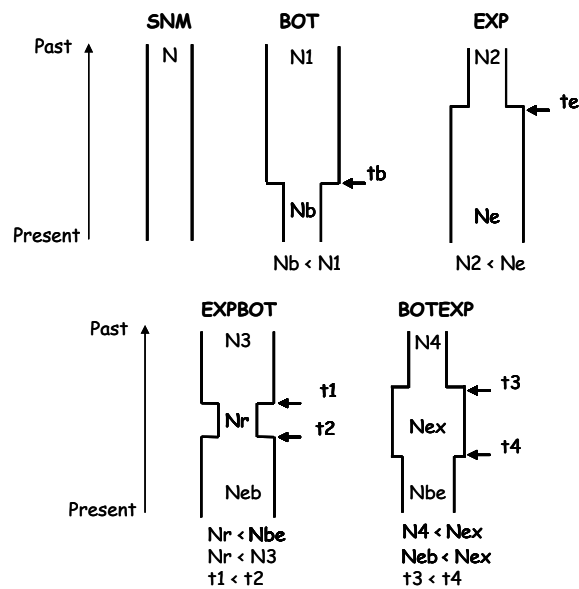 SNM BOT EXP
Past N N1 N2
te
tb
Nb Ne
Present
Nb < N1 N2 < Ne
EXPBOT BOTEXP
Past N3 N4
t1 t3
Nr Nex
t2 t4
Neb Nbe
Present
Nr < Nbe N4 < Nex
Nr < N3 Neb < Nex
t1 < t2 t3 < t4